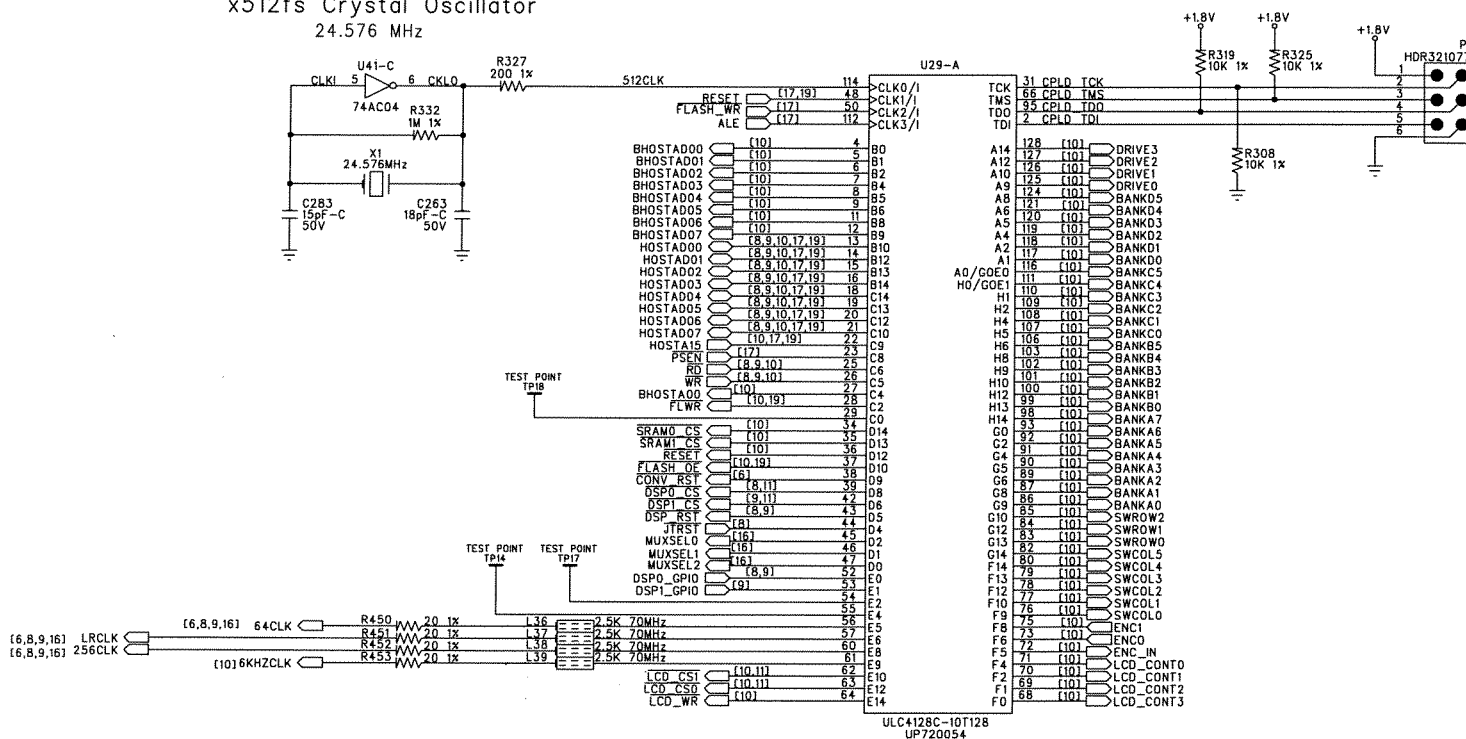 x512fs Crystal Oscillator
24.576 MHz
U41-C
CLKI 5 6 CKLO
74AC04
R327
200 1%
512CLK
R332
1M 1%
X1
24.576MHz
C283
15pF-C
50V
C263
18pF-C
50V
+1.8V
+1.8V
+1.8V
R319
10K 1%
R325
10K 1%
R308
10K 1%
HDR32107
1
2
3
4
5
6
U29-A
114 >CLK0/I
RESET [17,19] 48 >CLK1/I
FLASH_WR [17] 50 >CLK2/I
ALE [17] 112 >CLK3/I
TCK 31 CPLD_TCK
TMS 66 CPLD_TMS
TDO 95 CPLD_TDO
TDI 2 CPLD_TDI
BHOSTAD00 [10] 4 B0
BHOSTAD01 [10] 5 B1
BHOSTAD02 [10] 6 B2
BHOSTAD03 [10] 7 B4
BHOSTAD04 [10] 8 B5
BHOSTAD05 [10] 9 B6
BHOSTAD06 [10] 11 B8
BHOSTAD07 [10] 12 B9
HOSTAD00 [8,9,10,17,19] 13 B10
HOSTAD01 [8,9,10,17,19] 14 B12
HOSTAD02 [8,9,10,17,19] 15 B13
HOSTAD03 [8,9,10,17,19] 16 B14
HOSTAD04 [8,9,10,17,19] 18 C14
HOSTAD05 [8,9,10,17,19] 19 C13
HOSTAD06 [8,9,10,17,19] 20 C12
HOSTAD07 [8,9,10,17,19] 21 C10
HOSTA15 [10,17,19] 22 C9
PSEN [17] 23 C8
RD [8,9,10] 25 C6
WR [8,9,10] 26 C5
BHOSTA00 [10] 27 C4
FLWR [10,19] 28 C2
TEST POINT
TP18
29 C0
SRAM0_CS [10] 34 D14
SRAM1_CS [10] 35 D13
RESET [10] 36 D12
FLASH_OE [10,19] 37 D10
CONV_RST [6] 38 D9
DSP0_CS [8,11] 39 D8
DSP1_CS [9,11] 42 D6
DSP_RST [8,9] 43 D5
JTRST [8] 44 D4
MUXSEL0 [16] 45 D2
MUXSEL1 [16] 46 D1
MUXSEL2 [16] 47 D0
DSP0_GPIO [8,9] 52 E0
DSP1_GPIO [9] 53 E1
TEST POINT
TP14
TEST POINT
TP17
54 E2
55 E4
[6,8,9,16] 64CLK R450 20 1% L36 2.5K 70MHz 56 E5
[6,8,9,16] LRCLK R451 20 1% L37 2.5K 70MHz 57 E6
[6,8,9,16] 256CLK R452 20 1% L38 2.5K 70MHz 60 E8
[10] 6KHZCLK R453 20 1% L39 2.5K 70MHz 61 E9
LCD_CS1 [10,11] 62 E10
LCD_CS0 [10,11] 63 E12
LCD_WR [10] 64 E14
A14 128 [10] DRIVE3
A12 127 [10] DRIVE2
A10 126 [10] DRIVE1
A9 125 [10] DRIVE0
A8 124 [10] BANKD5
A6 121 [10] BANKD4
A5 120 [10] BANKD3
A4 119 [10] BANKD2
A2 118 [10] BANKD1
A1 117 [10] BANKD0
A0/GOE0 116 [10] BANKC5
H0/GOE1 111 [10] BANKC4
H1 110 [10] BANKC3
H2 109 [10] BANKC2
H4 108 [10] BANKC1
H5 107 [10] BANKC0
H6 106 [10] BANKB5
H8 103 [10] BANKB4
H9 102 [10] BANKB3
H10 101 [10] BANKB2
H12 100 [10] BANKB1
H13 99 [10] BANKB0
H14 98 [10] BANKA7
G0 93 [10] BANKA6
G2 92 [10] BANKA5
G4 91 [10] BANKA4
G5 90 [10] BANKA3
G6 89 [10] BANKA2
G8 87 [10] BANKA1
G9 86 [10] BANKA0
G10 85 [10] SWROW2
G12 84 [10] SWROW1
G13 83 [10] SWROW0
G14 82 [10] SWCOL5
F14 80 [10] SWCOL4
F13 79 [10] SWCOL3
F12 78 [10] SWCOL2
F10 77 [10] SWCOL1
F9 76 [10] SWCOL0
F8 75 [10] ENC1
F6 73 [10] ENC0
F5 72 [10] ENC_IN
F4 71 [10] LCD_CONT0
F2 70 [10] LCD_CONT1
F1 69 [10] LCD_CONT2
F0 68 [10] LCD_CONT3
ULC4128C-10T128
UP720054